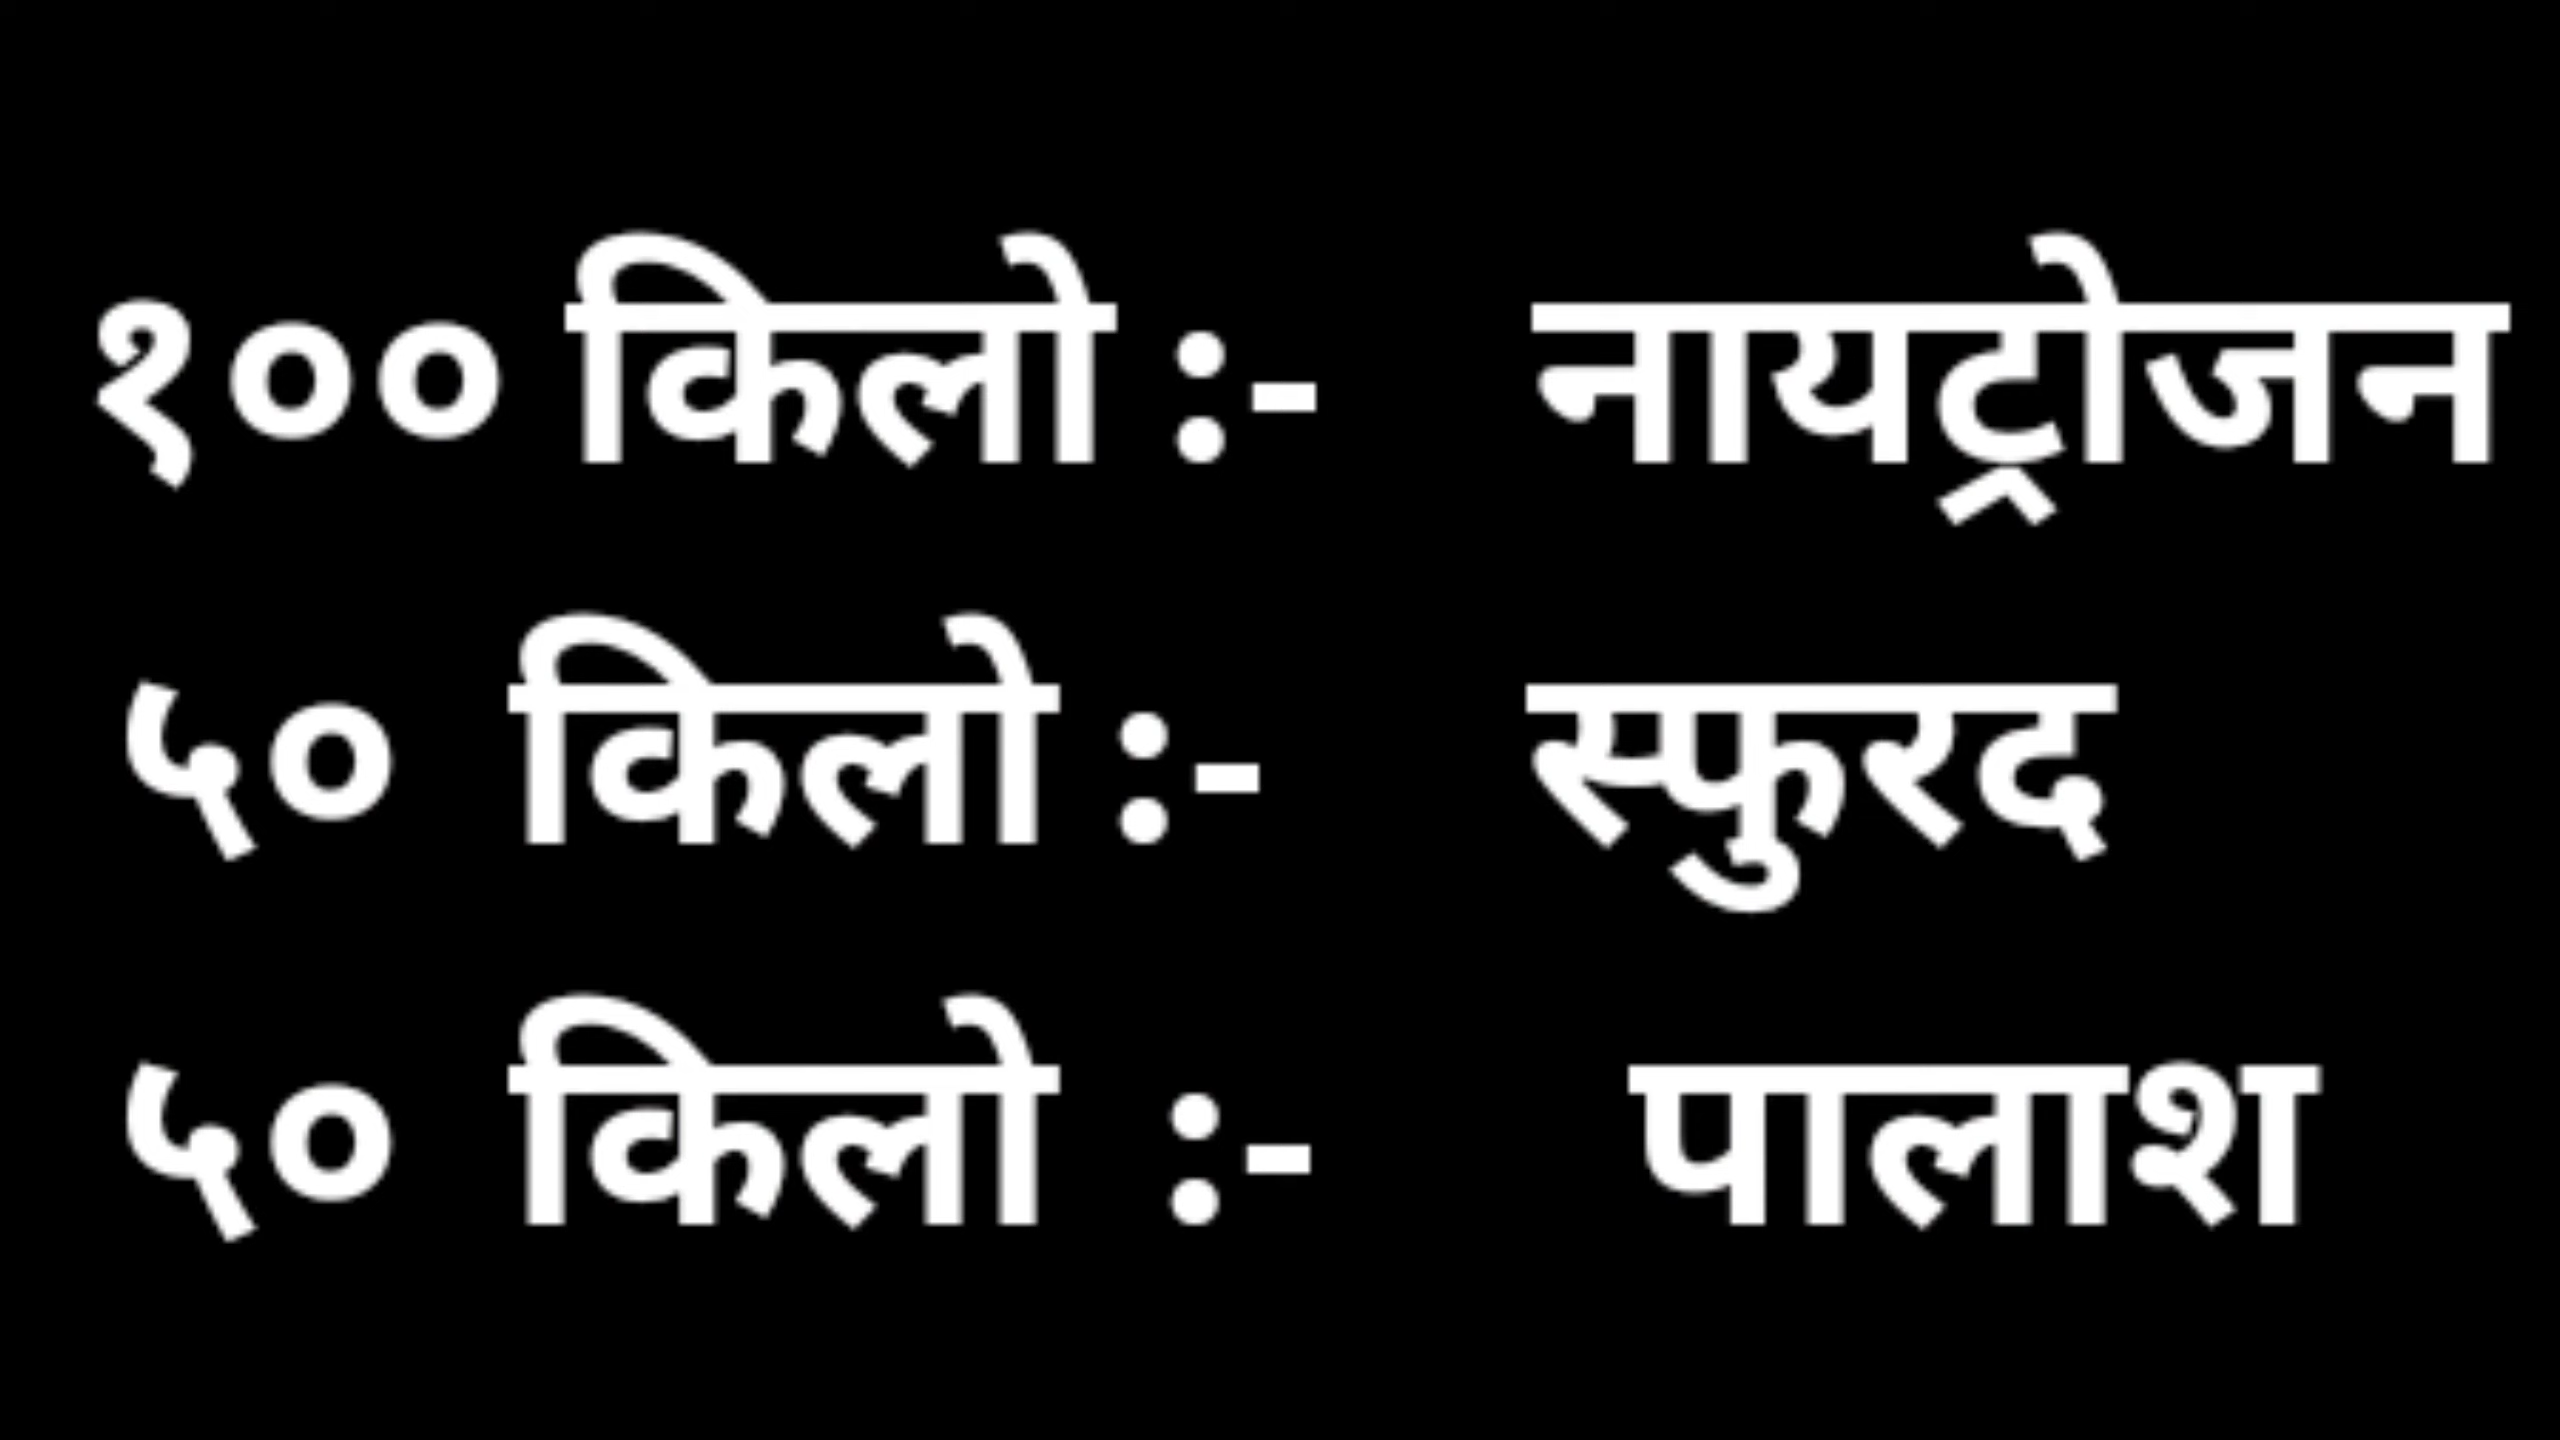 १०० किलो :- नायट्रोजन
५० किलो :- स्फुरद
५० किलो :- पालाश